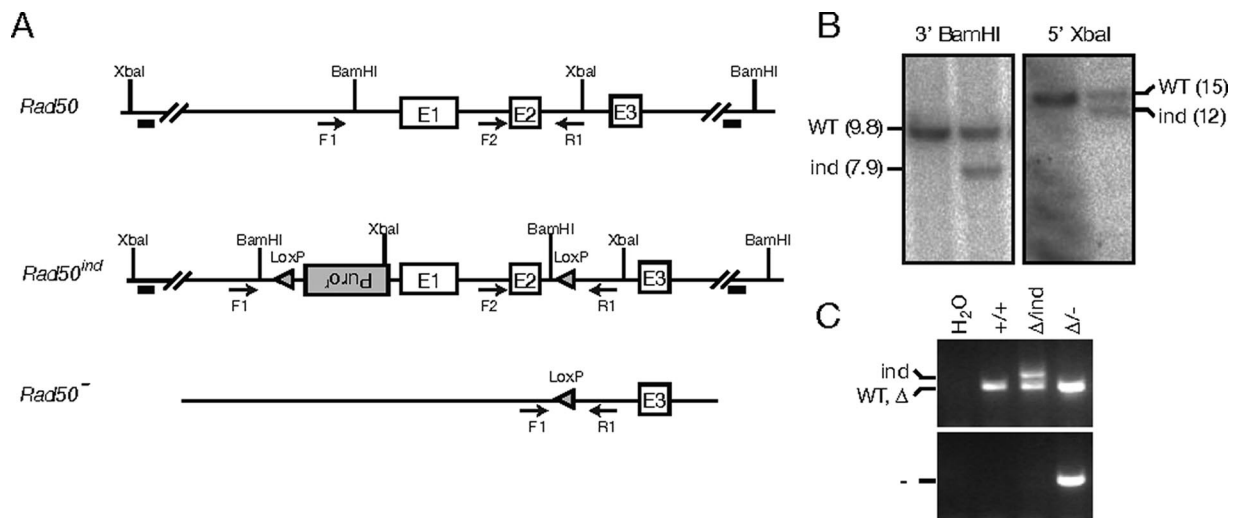 A
XbaI
BamHI
XbaI
BamHI
Rad50
E1
E2
E3
F1
F2
R1
XbaI
BamHI
LoxP
XbaI
BamHI
LoxP
XbaI
BamHI
Rad50ind
Puror
E1
E2
E3
F1
F2
R1
LoxP
Rad50-
E3
F1
R1
B
3' BamHI
5' XbaI
WT (9.8)
ind (7.9)
WT (15)
ind (12)
C
H2O
+/+
Δ/ind
Δ/-
ind
WT, Δ
-